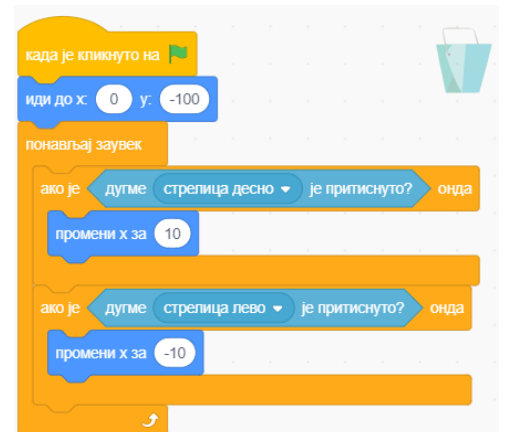 када је кликнуто на
иди до x: 0 y: -100
понављај заувек
ако је дугме стрелица десно је притиснуто? онда
промени x за 10
ако је дугме стрелица лево је притиснуто? онда
промени x за -10